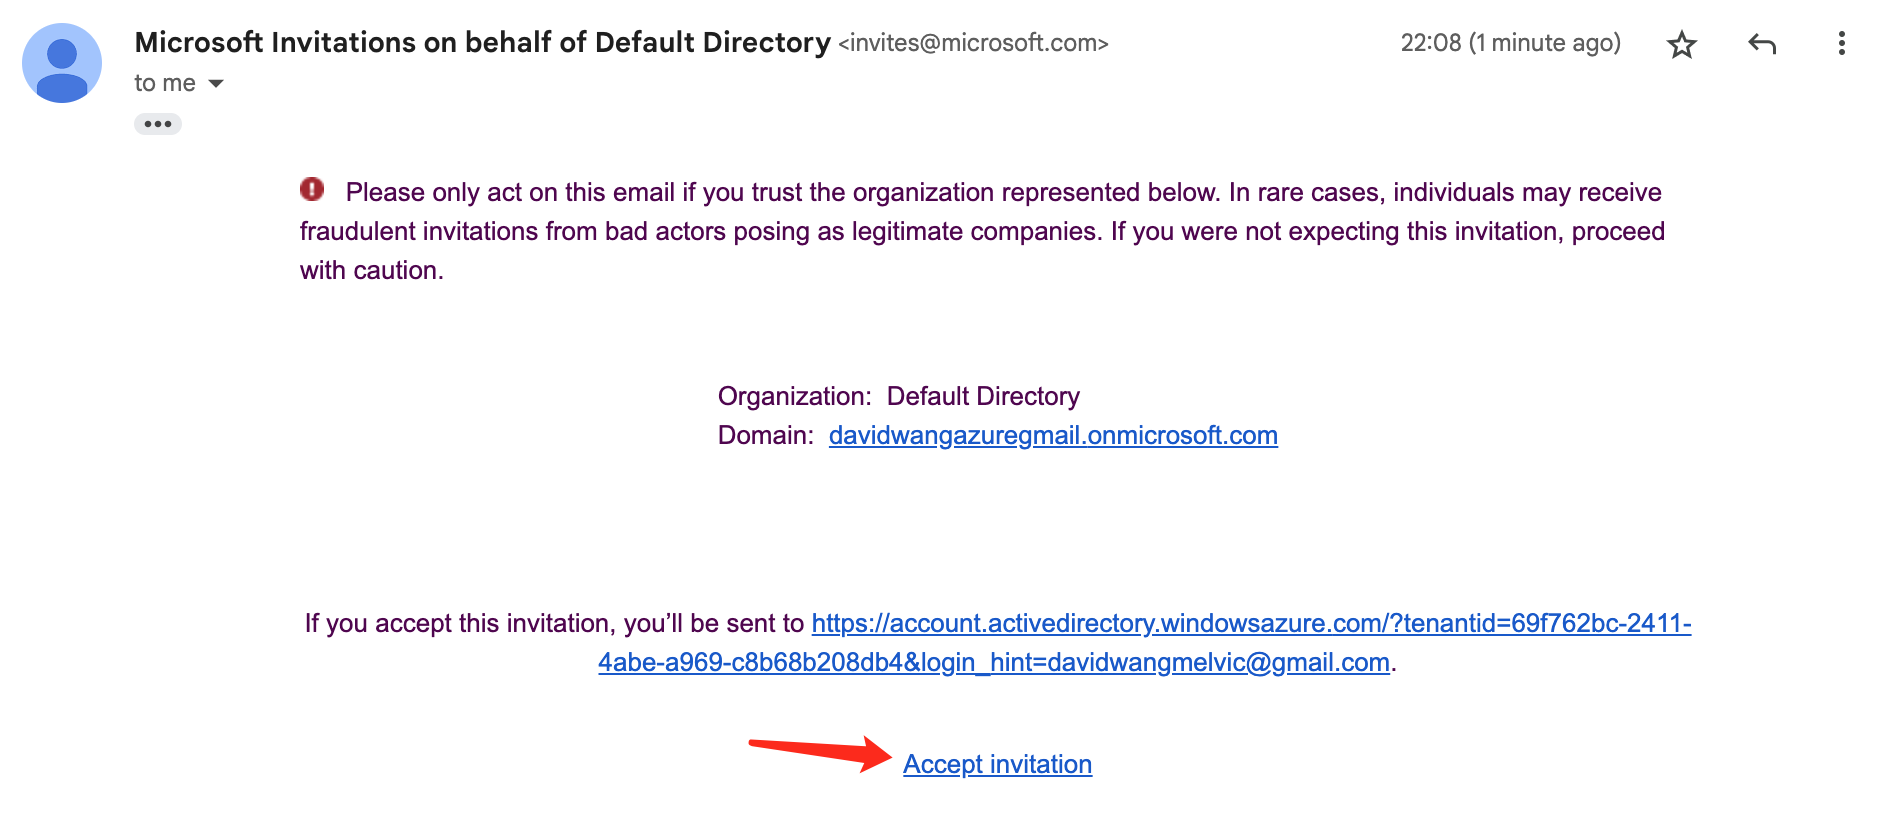 Microsoft Invitations on behalf of Default Directory <invites@microsoft.com> 22:08 (1 minute ago)
to me
Please only act on this email if you trust the organization represented below. In rare cases, individuals may receive
fraudulent invitations from bad actors posing as legitimate companies. If you were not expecting this invitation, proceed
with caution.
Organization: Default Directory
Domain: davidwangazuregmail.onmicrosoft.com
If you accept this invitation, you’ll be sent to https://account.activedirectory.windowsazure.com/?tenantid=69f762bc-2411-
4abe-a969-c8b68b208db4&login_hint=davidwangmelvic@gmail.com.
Accept invitation